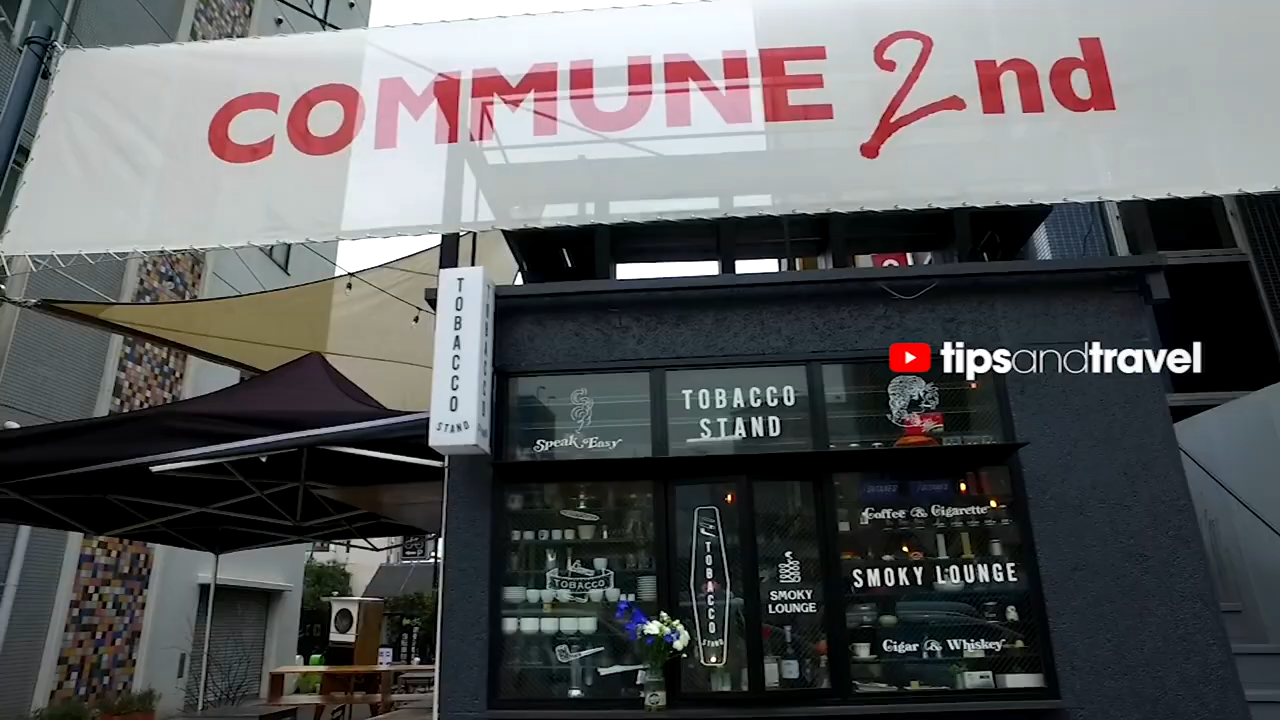 COMMUNE 2nd
TOBACCO STAND
TOBACCO
tipsandtravel
Speak Easy
TOBACCO
STAND
Coffee & Cigarette
TOBACCO
TOBACCO STAND
SMOKY
LOUNGE
SMOKY LOUNGE
Cigar & Whiskey